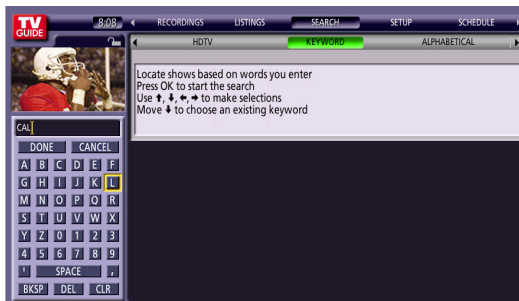 TV GUIDE
8:08
RECORDINGS LISTINGS SEARCH SETUP SCHEDULE
HDTV KEYWORD ALPHABETICAL
Locate shows based on words you enter
Press OK to start the search
Use ↑, ↓, ←, → to make selections
Move ↓ to choose an existing keyword
CAL
DONE CANCEL
A B C D E F
G H I J K L
M N O P Q R
S T U V W X
Y Z 0 1 2 3
4 5 6 7 8 9
' SPACE ,
BKSP DEL CLR